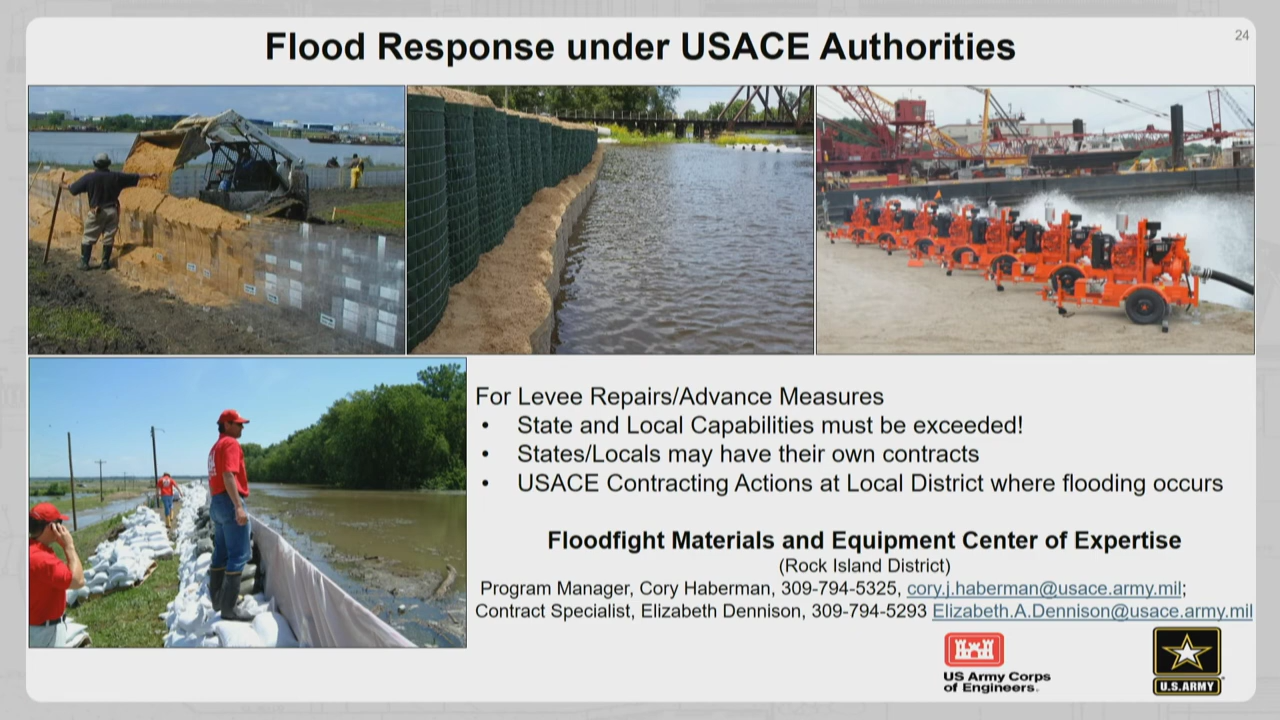 Flood Response under USACE Authorities
24
For Levee Repairs/Advance Measures
• State and Local Capabilities must be exceeded!
• States/Locals may have their own contracts
• USACE Contracting Actions at Local District where flooding occurs
Floodfight Materials and Equipment Center of Expertise
(Rock Island District)
Program Manager, Cory Haberman, 309-794-5325, cory.j.haberman@usace.army.mil;
Contract Specialist, Elizabeth Dennison, 309-794-5293 Elizabeth.A.Dennison@usace.army.mil
US Army Corps
of Engineers.
U.S.ARMY